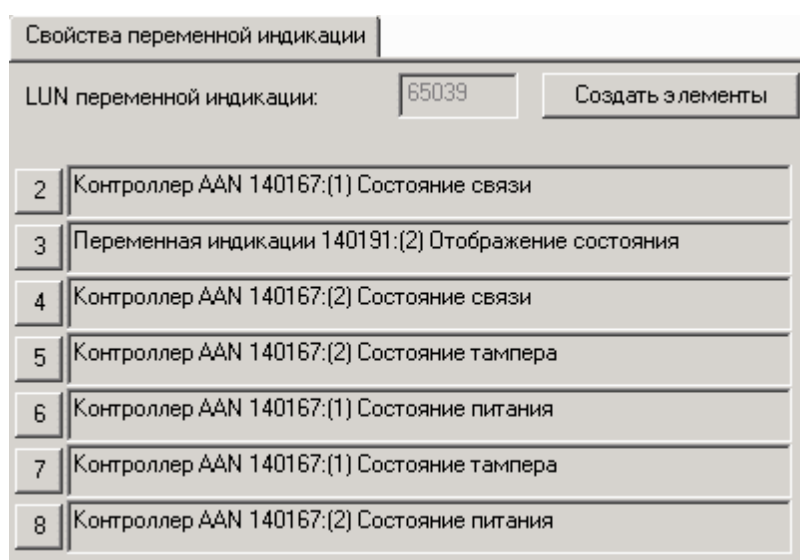 Свойства переменной индикации
LUN переменной индикации: 65039 Создать элементы
2 Контроллер AAN 140167:(1) Состояние связи
3 Переменная индикации 140191:(2) Отображение состояния
4 Контроллер AAN 140167:(2) Состояние связи
5 Контроллер AAN 140167:(2) Состояние тампера
6 Контроллер AAN 140167:(1) Состояние питания
7 Контроллер AAN 140167:(1) Состояние тампера
8 Контроллер AAN 140167:(2) Состояние питания